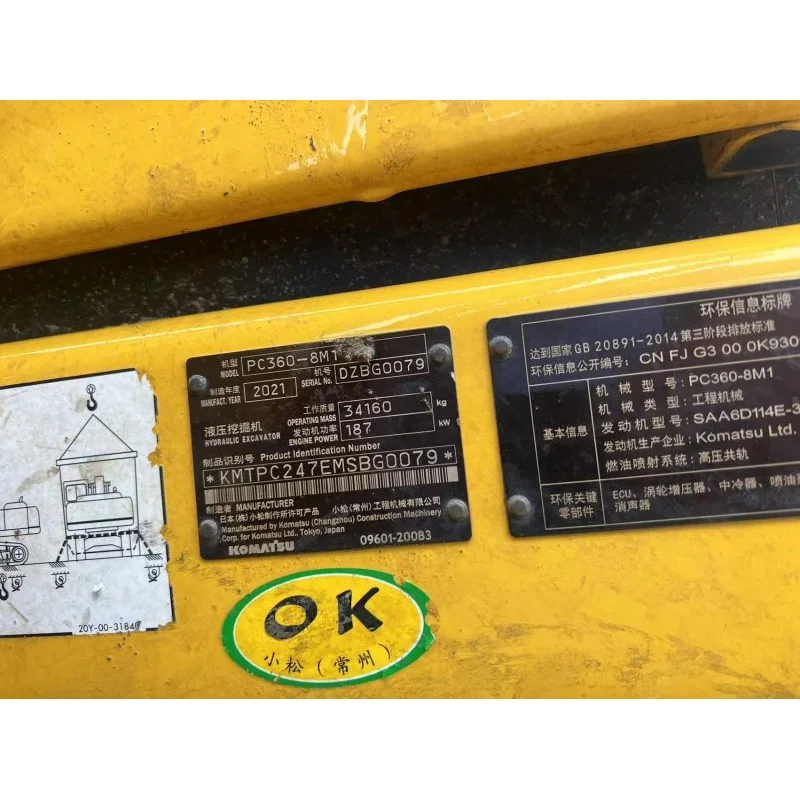 机型
MODEL
PC360-8M1
机号
SERIAL No.
DZBG0079
制造年度
MANUFACT. YEAR
2021
工作质量
OPERATING MASS
34160
kg
液压挖掘机
HYDRAULIC EXCAVATOR
发动机功率
ENGINE POWER
187
kW
制品识别号 Product Identification Number
*KMTPC247EMSBG0079*
制造者 MANUFACTURER
日本(株)小松制作所许可产品 小松(常州)工程机械有限公司
Manufactured by Komatsu (Changzhou) Construction Machinery
Corp. for Komatsu Ltd., Tokyo, Japan
KOMATSU
09601-200B3
环保信息标牌
达到国家GB 20891-2014第三阶段排放标准
环保信息公开编号: CN FJ G3 00 0K930
基本信息
机械型号: PC360-8M1
机械类型: 工程机械
发动机型号: SAA6D114E-3
发动机生产企业: Komatsu Ltd.
燃油喷射系统: 高压共轨
环保关键
零部件
ECU、涡轮增压器、中冷器、喷油
消声器
20Y-00-31840
OK
小松(常州)